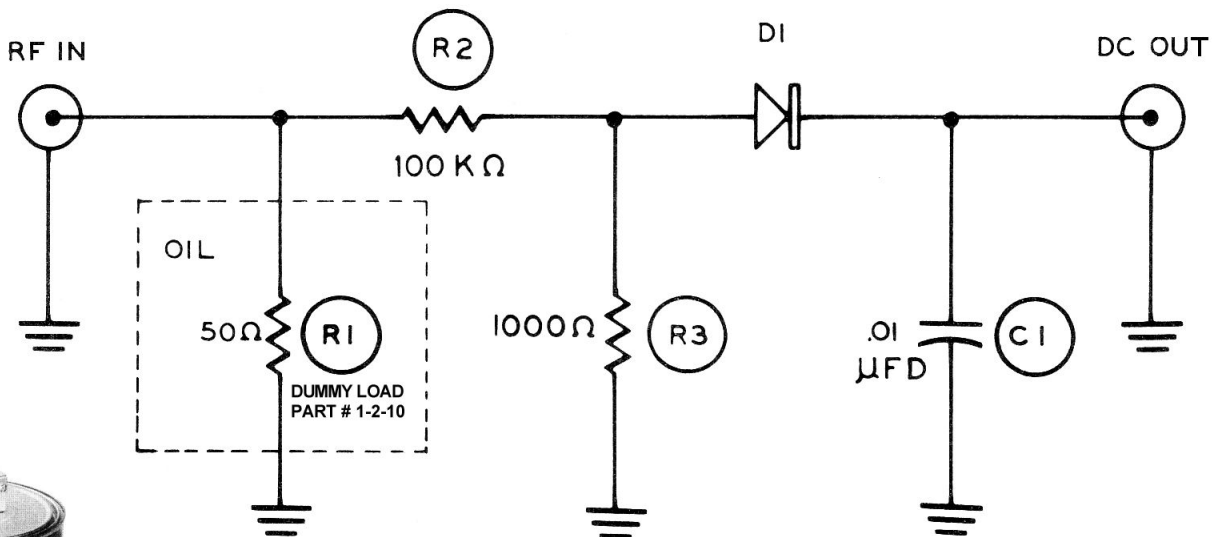 RF IN
R2
D1
DC OUT
100 K Ω
OIL
50Ω
R1
DUMMY LOAD
PART # 1-2-10
1000Ω
R3
.01
µFD
C1